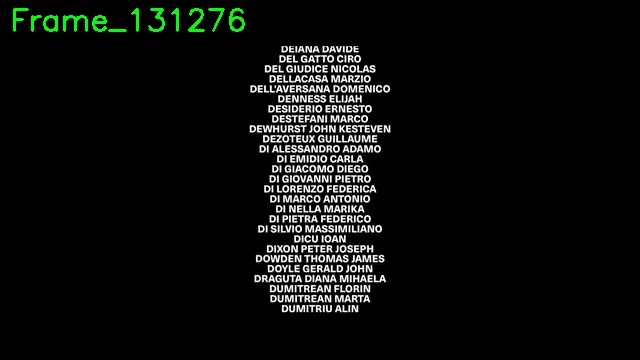 Frame_131276
DEIANA DAVIDE
DEL GATTO CIRO
DEL GIUDICE NICOLAS
DELLACASA MARZIO
DELL'AVERSANA DOMENICO
DENNESS ELIJAH
DESIDERIO ERNESTO
DESTEFANI MARCO
DEWHURST JOHN KESTEVEN
DEZOTEUX GUILLAUME
DI ALESSANDRO ADAMO
DI EMIDIO CARLA
DI GIACOMO DIEGO
DI GIOVANNI PIETRO
DI LORENZO FEDERICA
DI MARCO ANTONIO
DI NELLA MARIKA
DI PIETRA FEDERICO
DI SILVIO MASSIMILIANO
DICU IOAN
DIXON PETER JOSEPH
DOWDEN THOMAS JAMES
DOYLE GERALD JOHN
DRAGUTA DIANA MIHAELA
DUMITREAN FLORIN
DUMITREAN MARTA
DUMITRIU ALIN